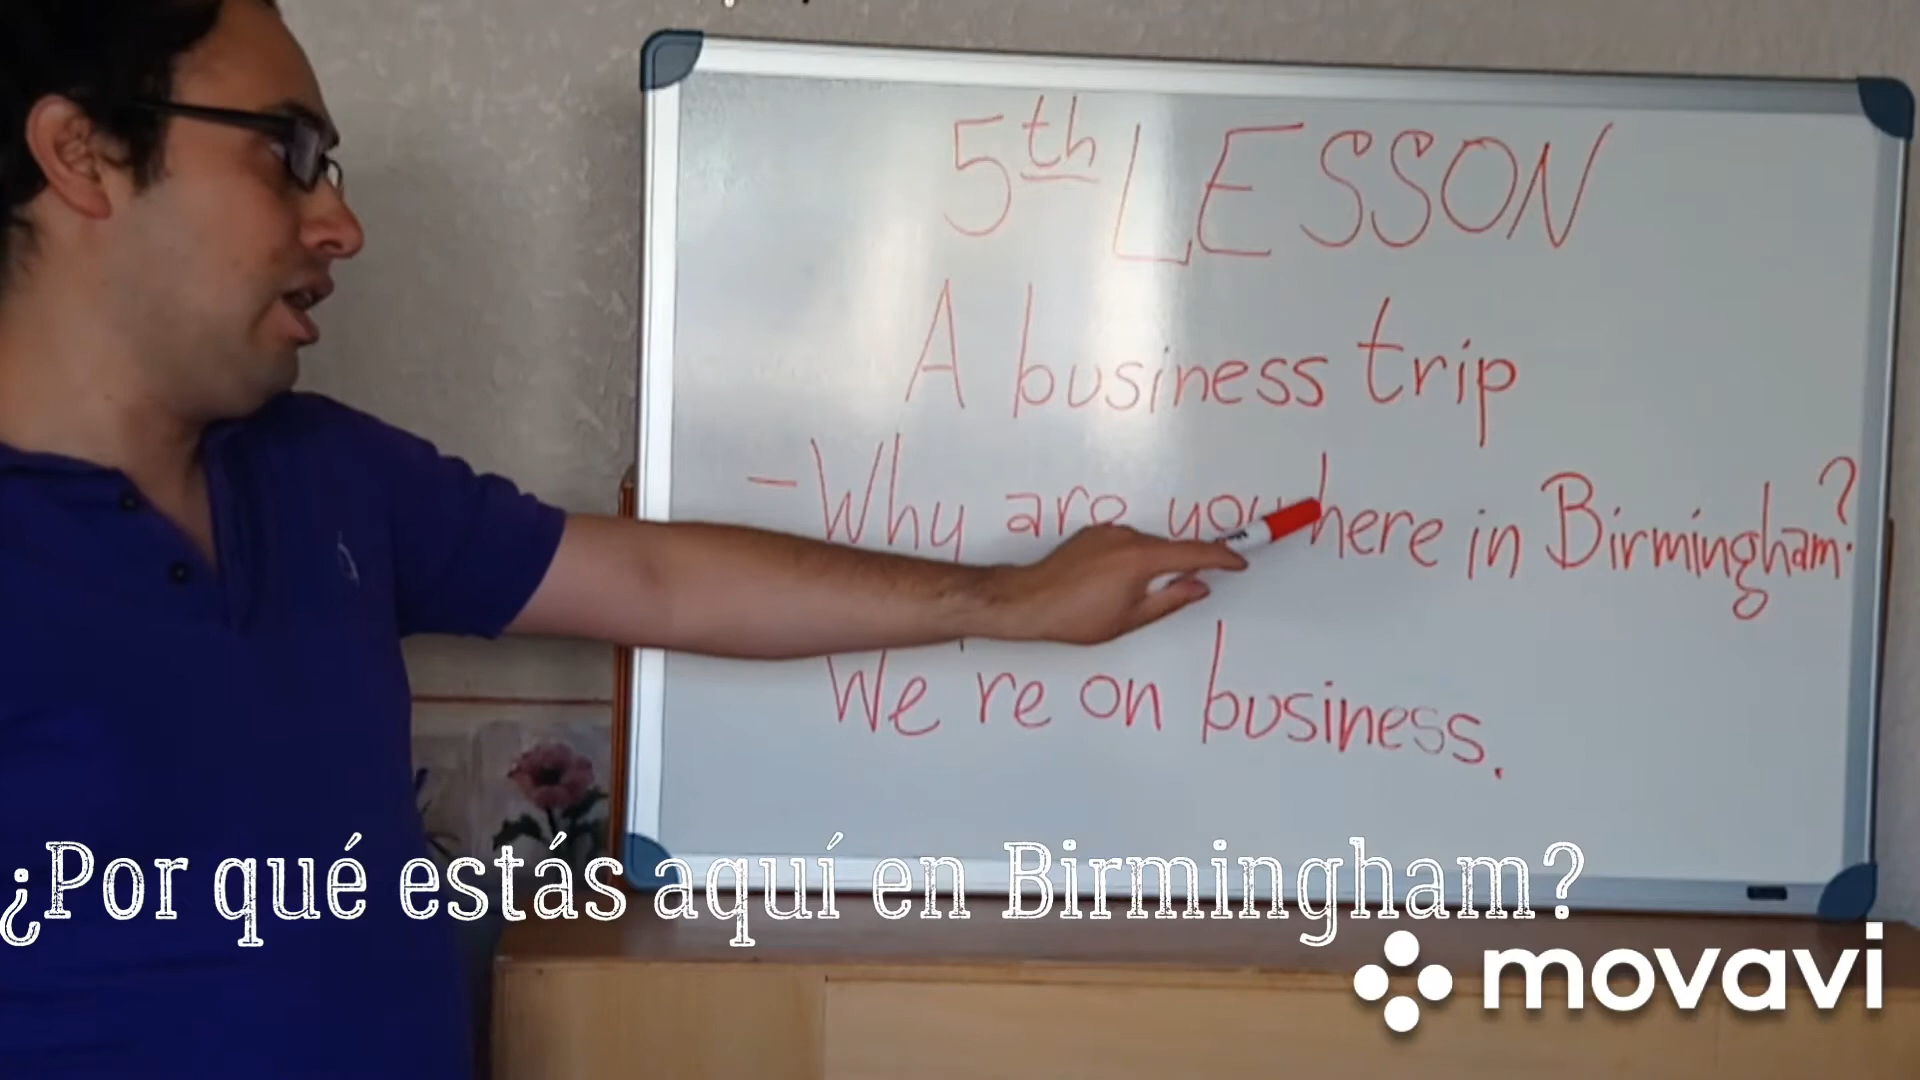 5th LESSON
A business trip
- Why are you here in Birmingham?
We're on business.
¿Por qué estás aquí en Birmingham?
movavi